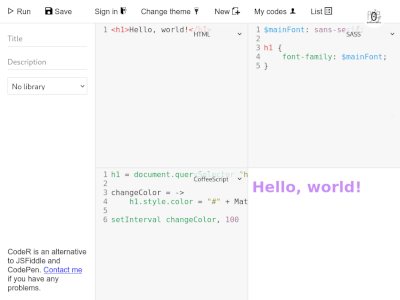 Run Save Sign in Change theme New My codes List 0
Title
Description
No library
CodeR is an alternative
to JSFiddle and
CodePen. Contact me
if you have any
problems.
HTML
1 <h1>Hello, world!</h1>
SASS
1 $mainFont: sans-serif;
2
3 h1 {
4 font-family: $mainFont;
5 }
CoffeeScript
1 h1 = document.querySelector "h
2
3 changeColor = ->
4 h1.style.color = "#" + Mat
5
6 setInterval changeColor, 100
Hello, world!